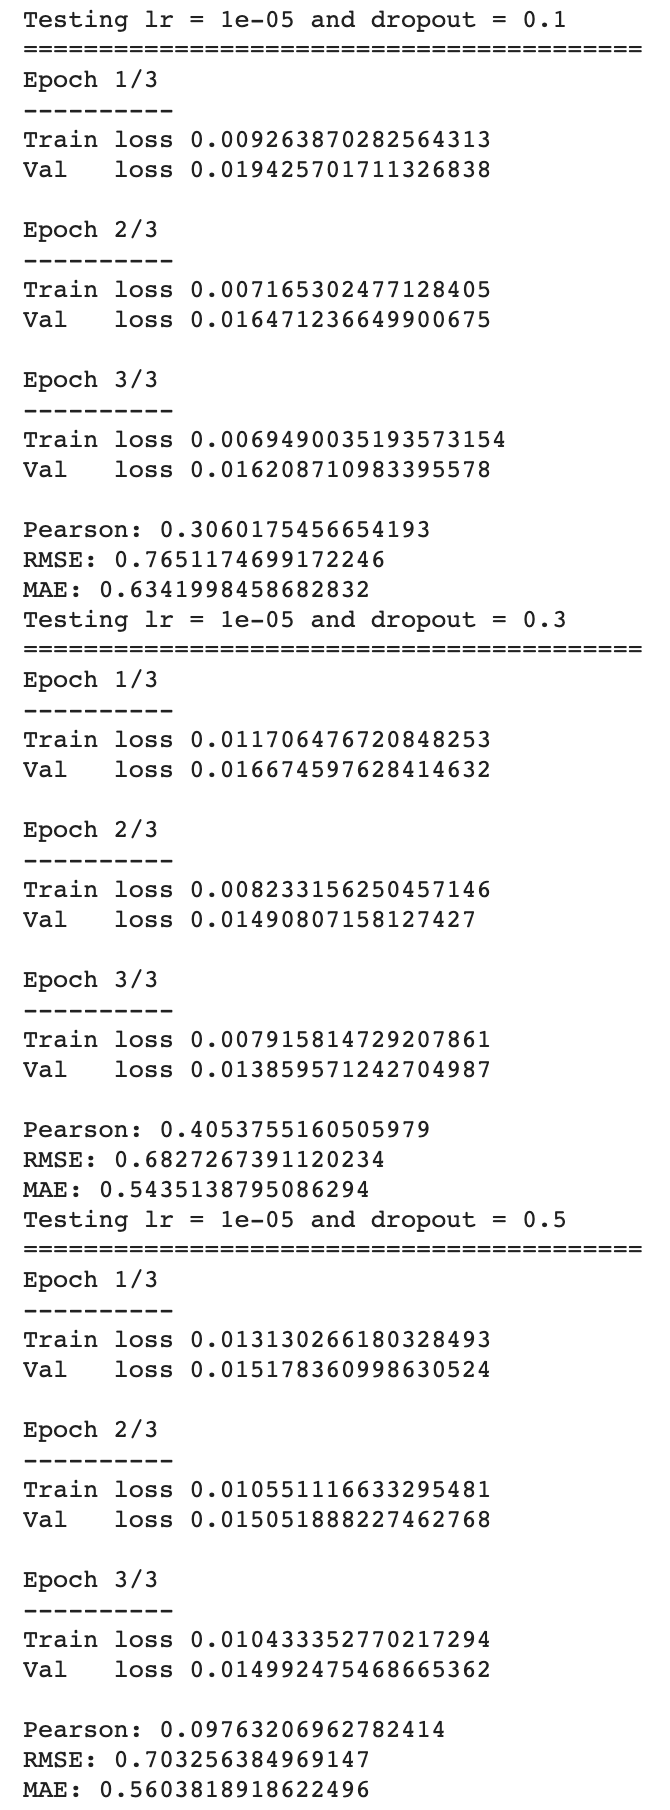 Testing lr = 1e-05 and dropout = 0.1
=========================================
Epoch 1/3
----------
Train loss 0.009263870282564313
Val   loss 0.019425701711326838

Epoch 2/3
----------
Train loss 0.007165302477128405
Val   loss 0.016471236649900675

Epoch 3/3
----------
Train loss 0.0069490035193573154
Val   loss 0.016208710983395578

Pearson: 0.3060175456654193
RMSE: 0.7651174699172246
MAE: 0.6341998458682832
Testing lr = 1e-05 and dropout = 0.3
=========================================
Epoch 1/3
----------
Train loss 0.011706476720848253
Val   loss 0.016674597628414632

Epoch 2/3
----------
Train loss 0.008233156250457146
Val   loss 0.01490807158127427

Epoch 3/3
----------
Train loss 0.007915814729207861
Val   loss 0.013859571242704987

Pearson: 0.4053755160505979
RMSE: 0.6827267391120234
MAE: 0.5435138795086294
Testing lr = 1e-05 and dropout = 0.5
=========================================
Epoch 1/3
----------
Train loss 0.013130266180328493
Val   loss 0.015178360998630524

Epoch 2/3
----------
Train loss 0.010551116633295481
Val   loss 0.015051888227462768

Epoch 3/3
----------
Train loss 0.010433352770217294
Val   loss 0.014992475468665362

Pearson: 0.09763206962782414
RMSE: 0.703256384969147
MAE: 0.5603818918622496